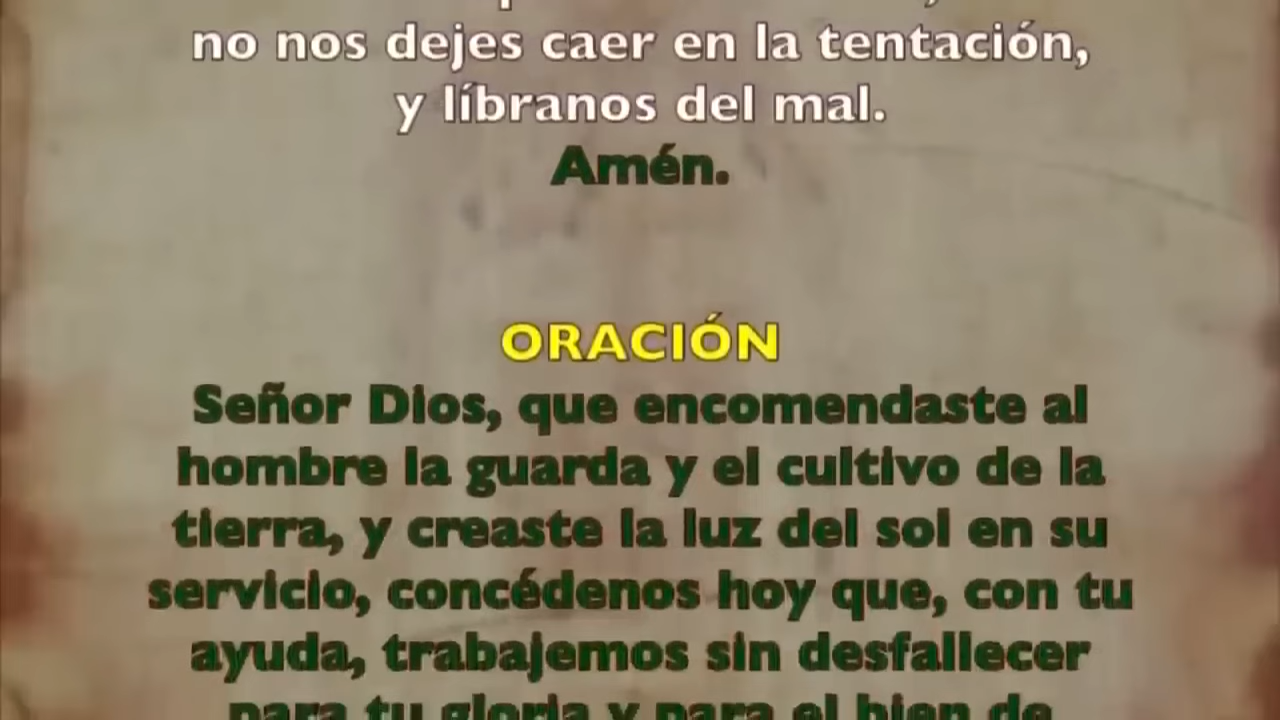 no nos dejes caer en la tentación,
y líbranos del mal.
Amén.
ORACIÓN
Señor Dios, que encomendaste al
hombre la guarda y el cultivo de la
tierra, y creaste la luz del sol en su
servicio, concédenos hoy que, con tu
ayuda, trabajemos sin desfallecer
para tu gloria y para el bien de